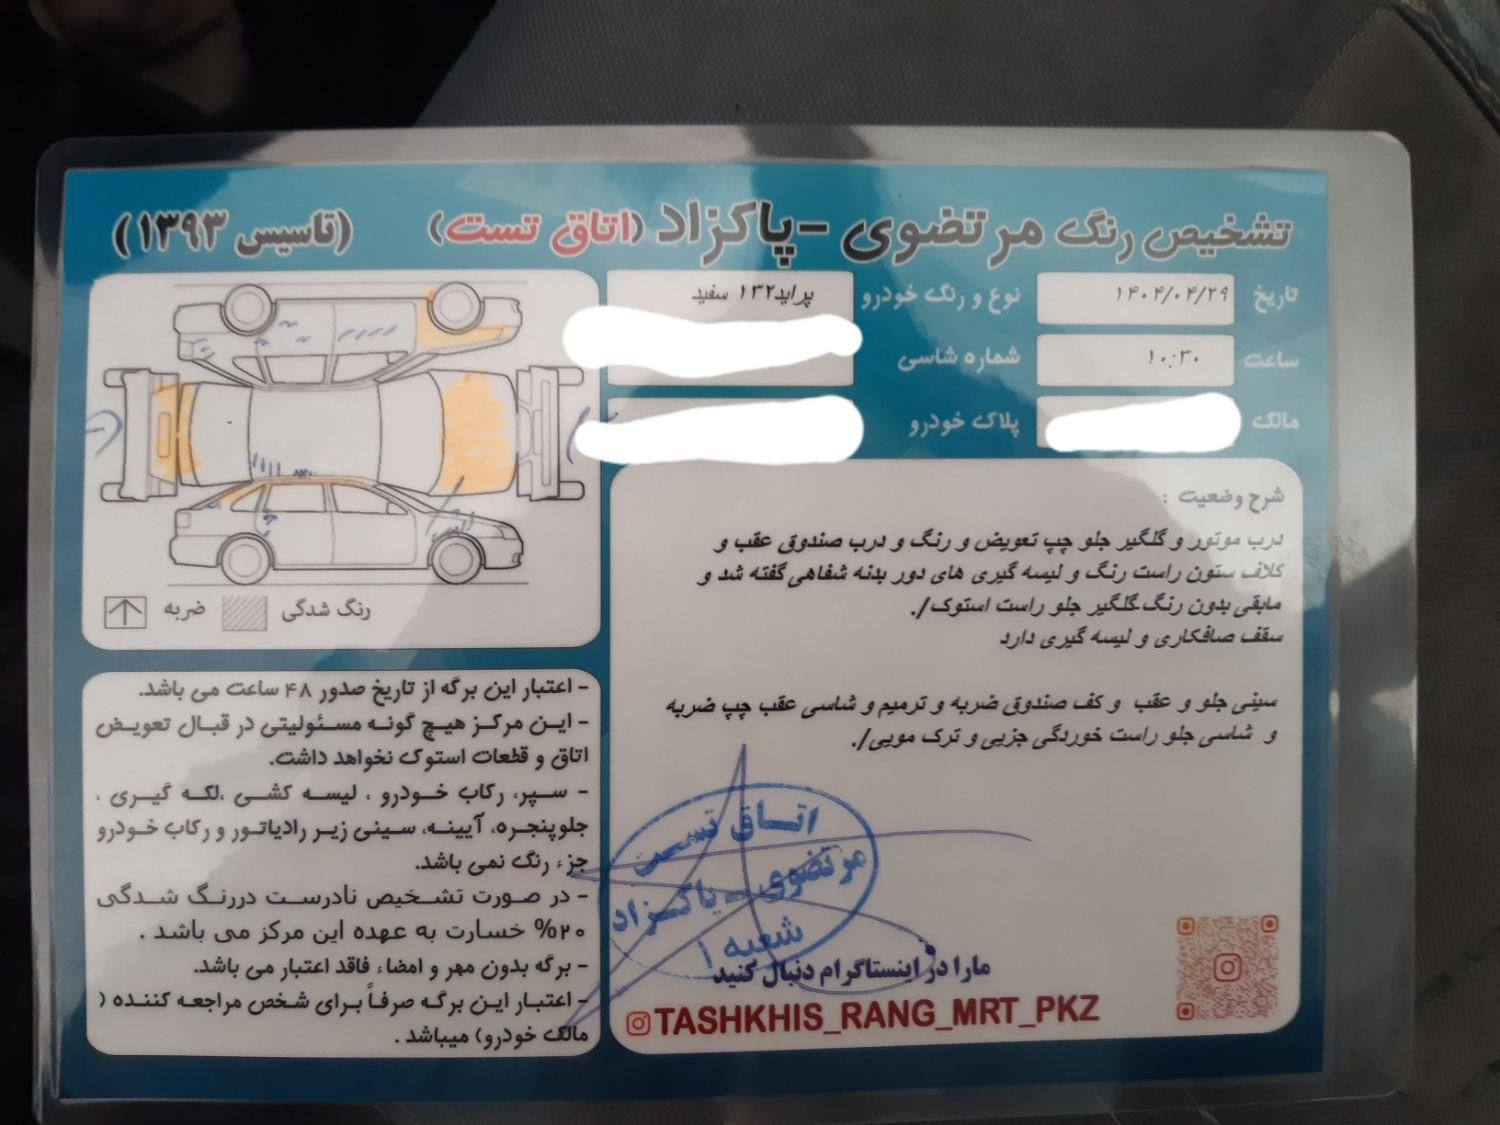 تشخیص رنگ مرتضوی - پاکزاد (اتاق تست) (تاسیس ۱۳۹۳)
تاریخ ۱۴۰۴/۰۴/۲۹
نوع و رنگ خودرو پراید۱۳۲ سفید
ساعت ۱۰:۳۰
شماره شاسی
مالک
پلاک خودرو
شرح وضعیت :
درب موتور و گلگیر جلو چپ تعویض و رنگ و درب صندوق عقب و
کلاف ستون راست رنگ و لیسه گیری های دور بدنه شفاهی گفته شد و
مابقی بدون رنگ.گلگیر جلو راست استوک/.
سقف صافکاری و لیسه گیری دارد
سینی جلو و عقب و کف صندوق ضربه و ترمیم و شاسی عقب چپ ضربه
و شاسی جلو راست خوردگی جزیی و ترک مویی/.
اتاق تست
مرتضوی - پاکزاد
شعبه ۱
مارا در اینستاگرام دنبال کنید
TASHKHIS_RANG_MRT_PKZ
رنگ شدگی
ضربه
- اعتبار این برگه از تاریخ صدور ۴۸ ساعت می باشد.
- این مرکز هیچ گونه مسئولیتی در قبال تعویض
اتاق و قطعات استوک نخواهد داشت.
- سپر، رکاب خودرو ، لیسه کشی ،لکه گیری ،
جلوپنجره، آیینه، سینی زیر رادیاتور و رکاب خودرو
جزء رنگ نمی باشد.
- در صورت تشخیص نادرست دررنگ شدگی
۲۰% خسارت به عهده این مرکز می باشد .
- برگه بدون مهر و امضاء فاقد اعتبار می باشد.
- اعتبار این برگه صرفاً برای شخص مراجعه کننده (
مالک خودرو) میباشد .